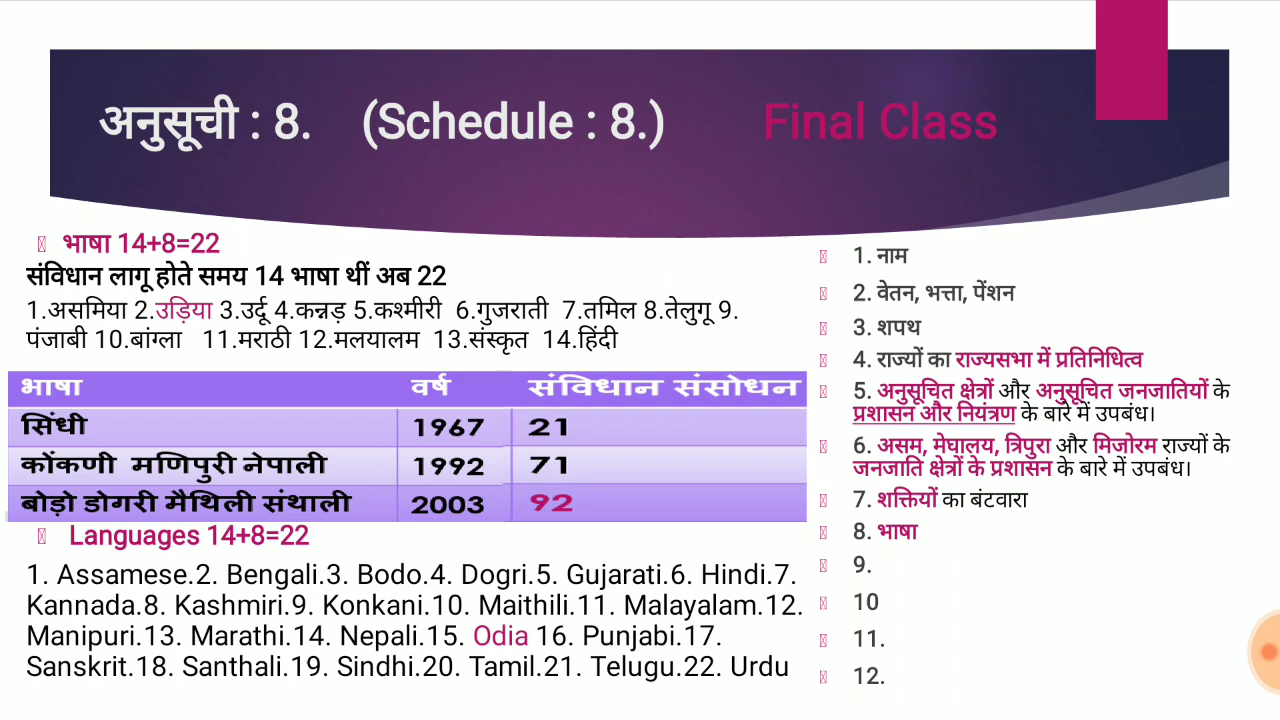 अनुसूची : 8. (Schedule : 8.) Final Class
भाषा 14+8=22
संविधान लागू होते समय 14 भाषा थीं अब 22
1.असमिया 2.उड़िया 3.उर्दू 4.कन्नड़ 5.कश्मीरी 6.गुजराती 7.तमिल 8.तेलुगू 9.
पंजाबी 10.बांग्ला 11.मराठी 12.मलयालम 13.संस्कृत 14.हिंदी
भाषा वर्ष संविधान संसोधन
सिंधी 1967 21
कोंकणी मणिपुरी नेपाली 1992 71
बोड़ो डोगरी मैथिली संथाली 2003 92
Languages 14+8=22
1. Assamese.2. Bengali.3. Bodo.4. Dogri.5. Gujarati.6. Hindi.7.
Kannada.8. Kashmiri.9. Konkani.10. Maithili.11. Malayalam.12.
Manipuri.13. Marathi.14. Nepali.15. Odia 16. Punjabi.17.
Sanskrit.18. Santhali.19. Sindhi.20. Tamil.21. Telugu.22. Urdu
1. नाम
2. वेतन, भत्ता, पेंशन
3. शपथ
4. राज्यों का राज्यसभा में प्रतिनिधित्व
5. अनुसूचित क्षेत्रों और अनुसूचित जनजातियों के
प्रशासन और नियंत्रण के बारे में उपबंध।
6. असम, मेघालय, त्रिपुरा और मिजोरम राज्यों के
जनजाति क्षेत्रों के प्रशासन के बारे में उपबंध।
7. शक्तियों का बंटवारा
8. भाषा
9.
10
11.
12.